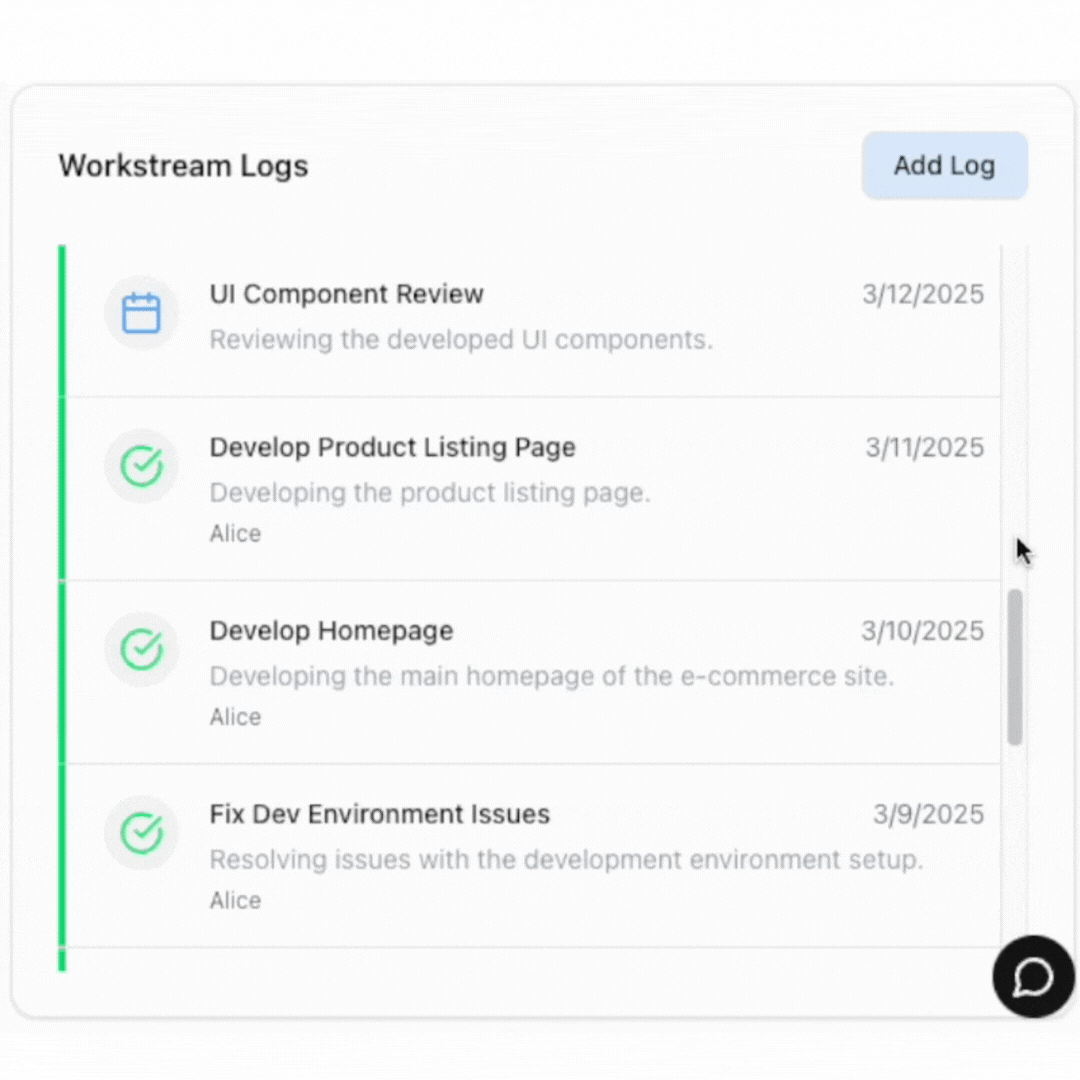 Workstream Logs
Add Log
UI Component Review
3/12/2025
Reviewing the developed UI components.
Develop Product Listing Page
3/11/2025
Developing the product listing page.
Alice
Develop Homepage
3/10/2025
Developing the main homepage of the e-commerce site.
Alice
Fix Dev Environment Issues
3/9/2025
Resolving issues with the development environment setup.
Alice